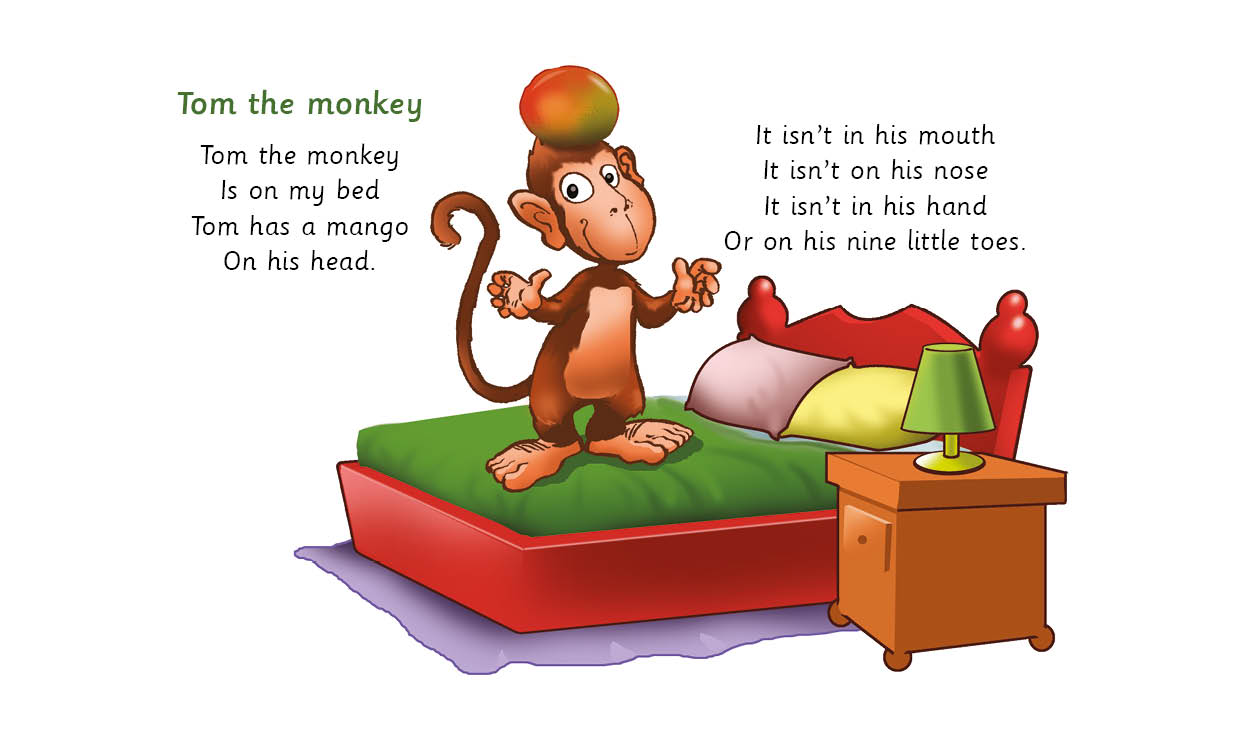 Tom the monkey
Tom the monkey
Is on my bed
Tom has a mango
On his head.
It isn’t in his mouth
It isn’t on his nose
It isn’t in his hand
Or on his nine little toes.